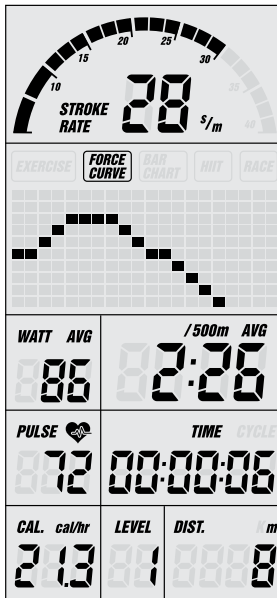 10 15 20 25 30 35 40
STROKE RATE 28 s/m
EXERCISE FORCE CURVE BAR CHART HIIT RACE
WATT AVG /500m AVG
86 2:26
PULSE TIME CYCLE
72 00:00:06
CAL. cal/hr LEVEL DIST. Km
21.3 1 8